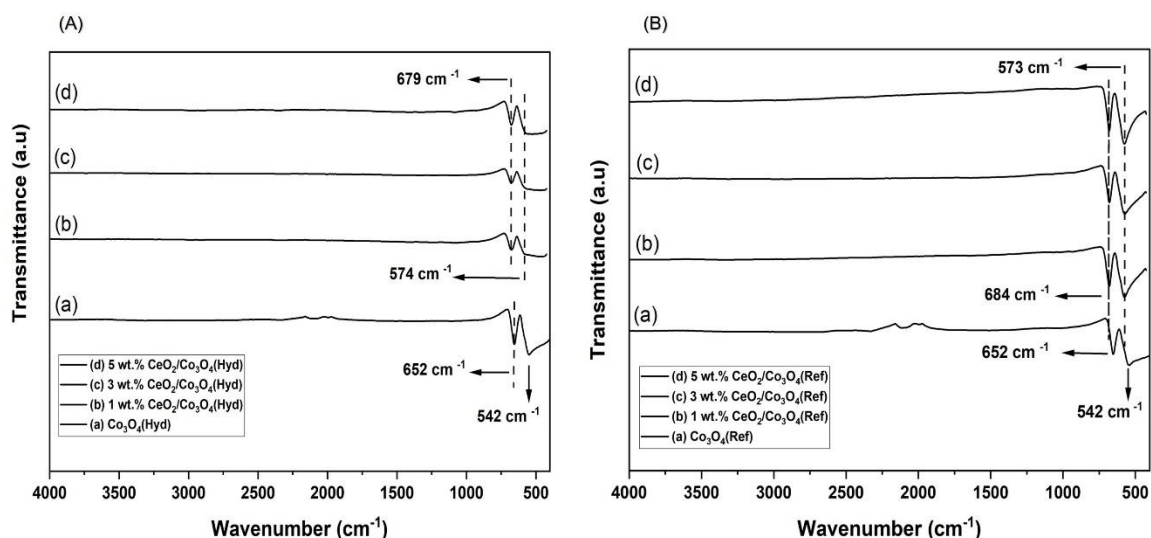 (A)
679 cm⁻¹
(d)
(c)
(b)
574 cm⁻¹
(a)
652 cm⁻¹
542 cm⁻¹
(d) 5 wt.% CeO₂/Co₃O₄(Hyd)
(c) 3 wt.% CeO₂/Co₃O₄(Hyd)
(b) 1 wt.% CeO₂/Co₃O₄(Hyd)
(a) Co₃O₄(Hyd)
Transmittance (a.u)
4000 3500 3000 2500 2000 1500 1000 500
Wavenumber (cm⁻¹)
(B)
573 cm⁻¹
(d)
(c)
(b)
684 cm⁻¹
(a)
652 cm⁻¹
542 cm⁻¹
(d) 5 wt.% CeO₂/Co₃O₄(Ref)
(c) 3 wt.% CeO₂/Co₃O₄(Ref)
(b) 1 wt.% CeO₂/Co₃O₄(Ref)
(a) Co₃O₄(Ref)
Transmittance (a.u)
4000 3500 3000 2500 2000 1500 1000 500
Wavenumber (cm⁻¹)